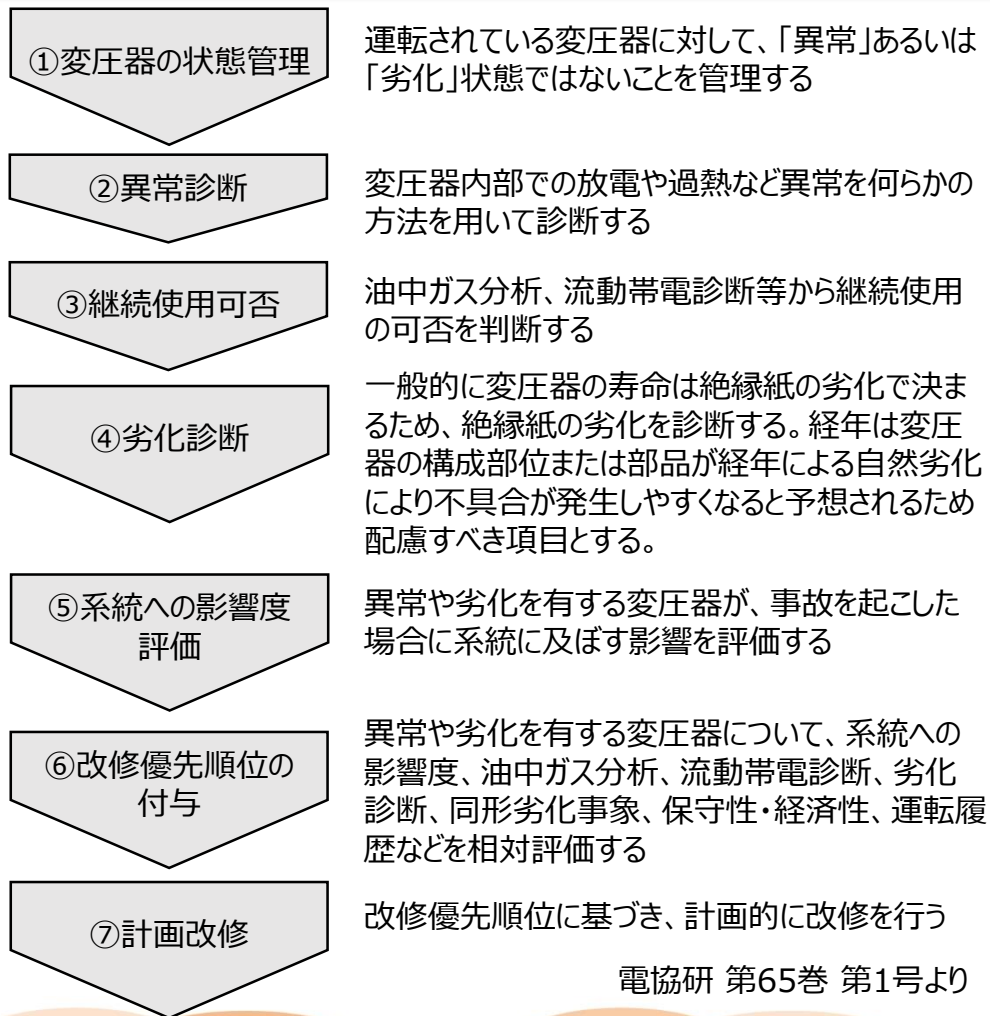 ①変圧器の状態管理
運転されている変圧器に対して、「異常」あるいは
「劣化」状態ではないことを管理する
②異常診断
変圧器内部での放電や過熱など異常を何らかの
方法を用いて診断する
③継続使用可否
油中ガス分析、流動帯電診断等から継続使用
の可否を判断する
④劣化診断
一般的に変圧器の寿命は絶縁紙の劣化で決ま
るため、絶縁紙の劣化を診断する。経年は変圧
器の構成部位または部品が経年による自然劣化
により不具合が発生しやすくなると予想されるため
配慮すべき項目とする。
⑤系統への影響度
評価
異常や劣化を有する変圧器が、事故を起こした
場合に系統に及ぼす影響を評価する
⑥改修優先順位の
付与
異常や劣化を有する変圧器について、系統への
影響度、油中ガス分析、流動帯電診断、劣化
診断、同形劣化事象、保守性・経済性、運転履
歴などを相対評価する
⑦計画改修
改修優先順位に基づき、計画的に改修を行う
電協研 第65巻 第1号より